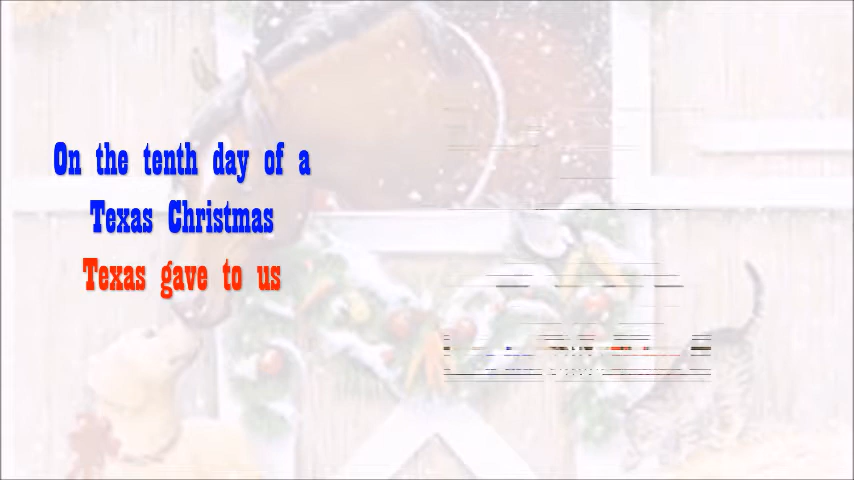 On the tenth day of a
Texas Christmas
Texas gave to us